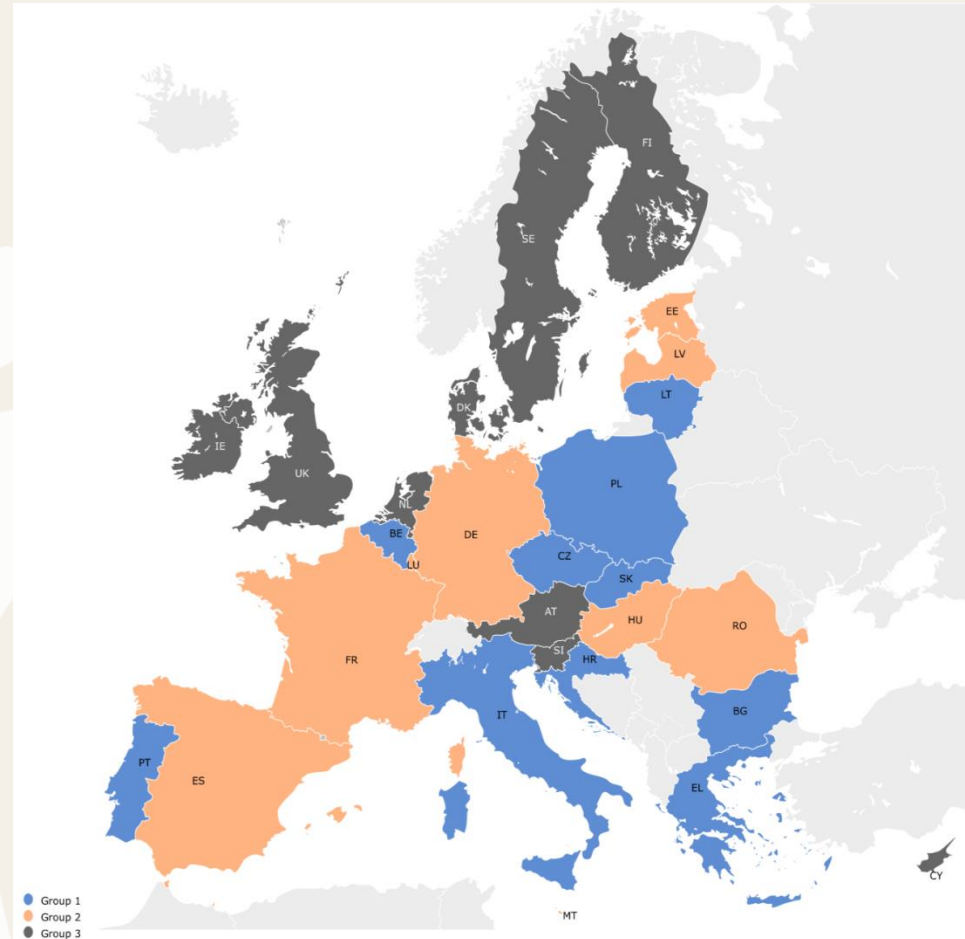 FI
SE
EE
LV
LT
DK
IE
UK
NL
PL
BE
DE
LU
CZ
SK
AT
HU
RO
SI
HR
FR
IT
BG
PT
ES
EL
CY
MT
Group 1
Group 2
Group 3